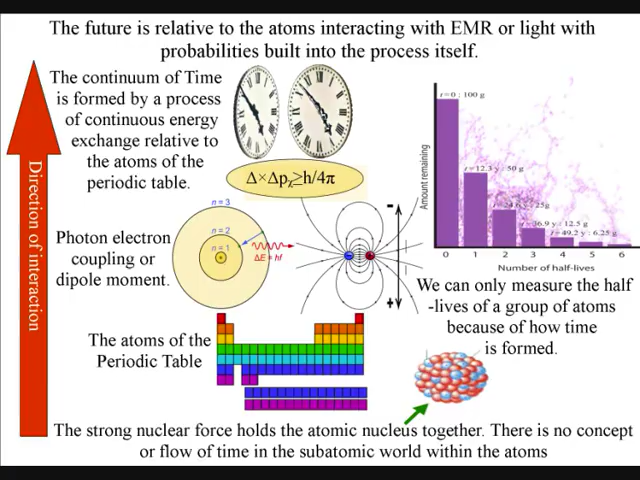 The future is relative to the atoms interacting with EMR or light with
probabilities built into the process itself.
The continuum of Time
is formed by a process
of continuous energy
exchange relative to
the atoms of the
periodic table.
Δ×Δpᵪ≥h/4π
Direction of interaction
Photon electron
coupling or
dipole moment.
n = 3
n = 2
n = 1
ΔE = hf
-
+
The atoms of the
Periodic Table
Amount remaining
t=0 : 100 g
t=12.3 y : 50 g
t=24.6 y : 25g
t=36.9 y : 12.5 g
t=49.2 y : 6.25 g
0 1 2 3 4 5 6
Number of half-lives
We can only measure the half
-lives of a group of atoms
because of how time
is formed.
The strong nuclear force holds the atomic nucleus together. There is no concept
or flow of time in the subatomic world within the atoms